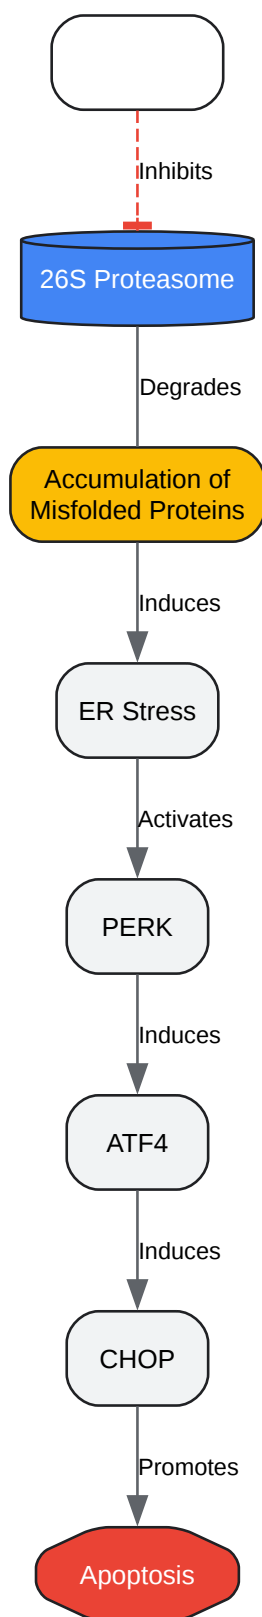 Inhibits
26S Proteasome
Degrades
Accumulation of
Misfolded Proteins
Induces
ER Stress
Activates
PERK
Induces
ATF4
Induces
CHOP
Promotes
Apoptosis